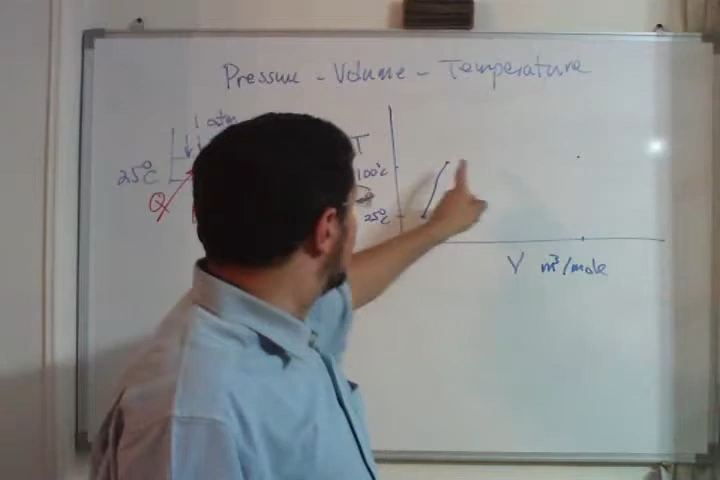 Pressure - Volume - Temperature
1 atm
25°C
Q
T
100°C
25°C
V m³/mole